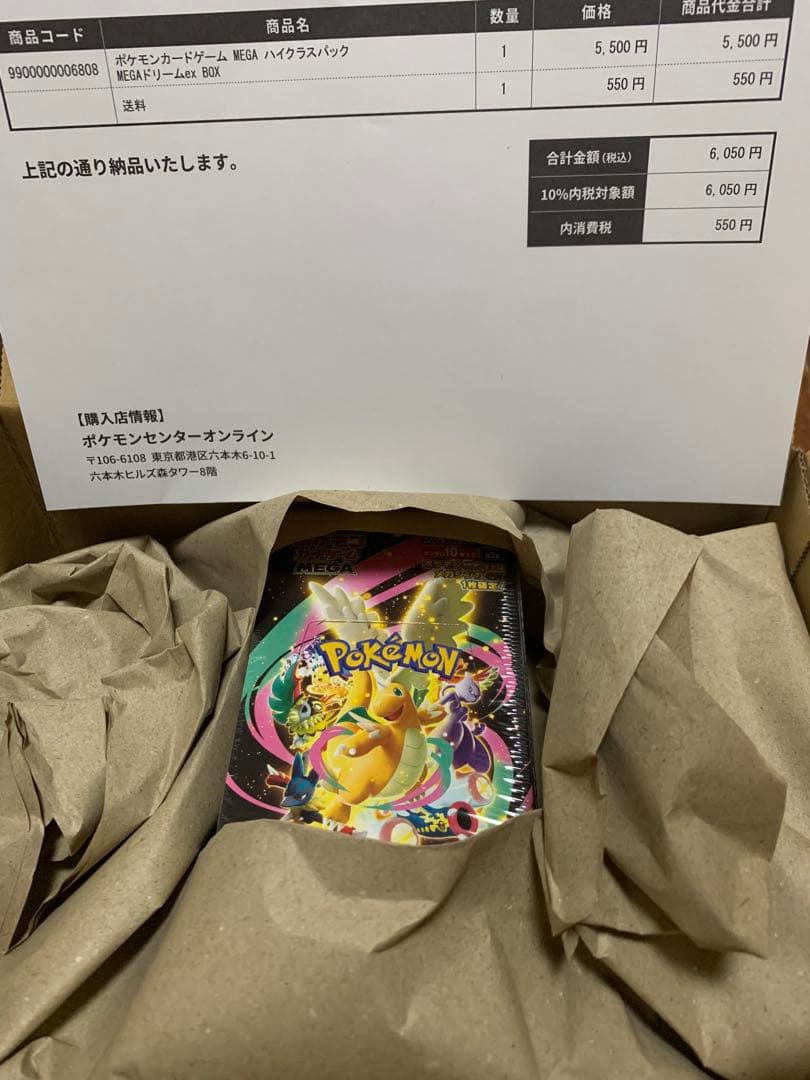 商品コード 商品名 数量 価格 商品代金合計
9900000006808 ポケモンカードゲーム MEGA ハイクラスパック 1 5,500 円 5,500 円
MEGAドリームex BOX
送料 1 550 円 550 円
上記の通り納品いたします。
合計金額(税込) 6,050 円
10%内税対象額 6,050 円
内消費税 550 円
【購入店情報】
ポケモンセンターオンライン
〒106-6108 東京都港区六本木6-10-1
六本木ヒルズ森タワー8階
MEGA
1枚確定!
POKéMON